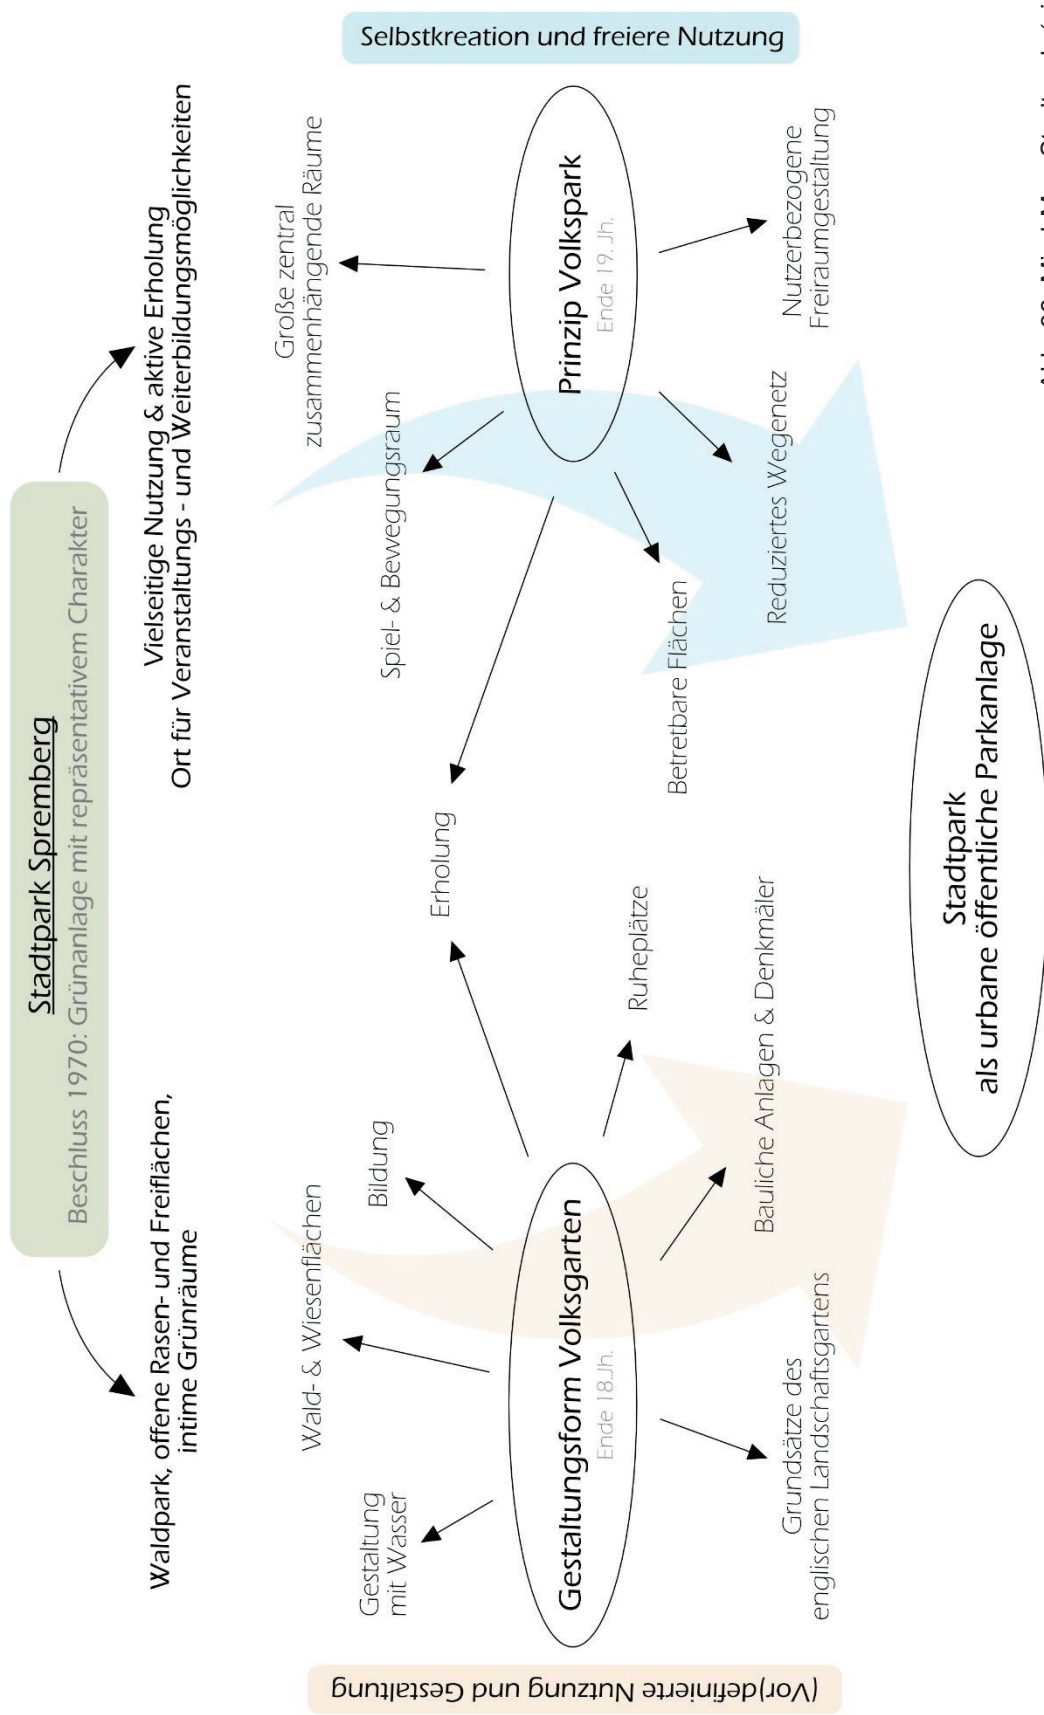 Stadtpark Spremberg
Beschluss 1970: Grünanlage mit repräsentativem Charakter
Waldpark, offene Rasen- und Freiflächen,
intime Grünräume
Vielseitige Nutzung & aktive Erholung
Ort für Veranstaltungs - und Weiterbildungsmöglichkeiten
(Vor)definierte Nutzung und Gestaltung
Gestaltung
mit Wasser
Wald- & Wiesenflächen
Bildung
Erholung
Gestaltungsform Volksgarten
Ende 18.Jh.
Ruheplätze
Bauliche Anlagen & Denkmäler
Grundsätze des
englischen Landschaftsgartens
Große zentral
zusammenhängende Räume
Spiel- & Bewegungsraum
Prinzip Volkspark
Ende 19. Jh.
Betretbare Flächen
Reduziertes Wegenetz
Nutzerbezogene
Freiraumgestaltung
Selbstkreation und freiere Nutzung
Stadtpark
als urbane öffentliche Parkanlage